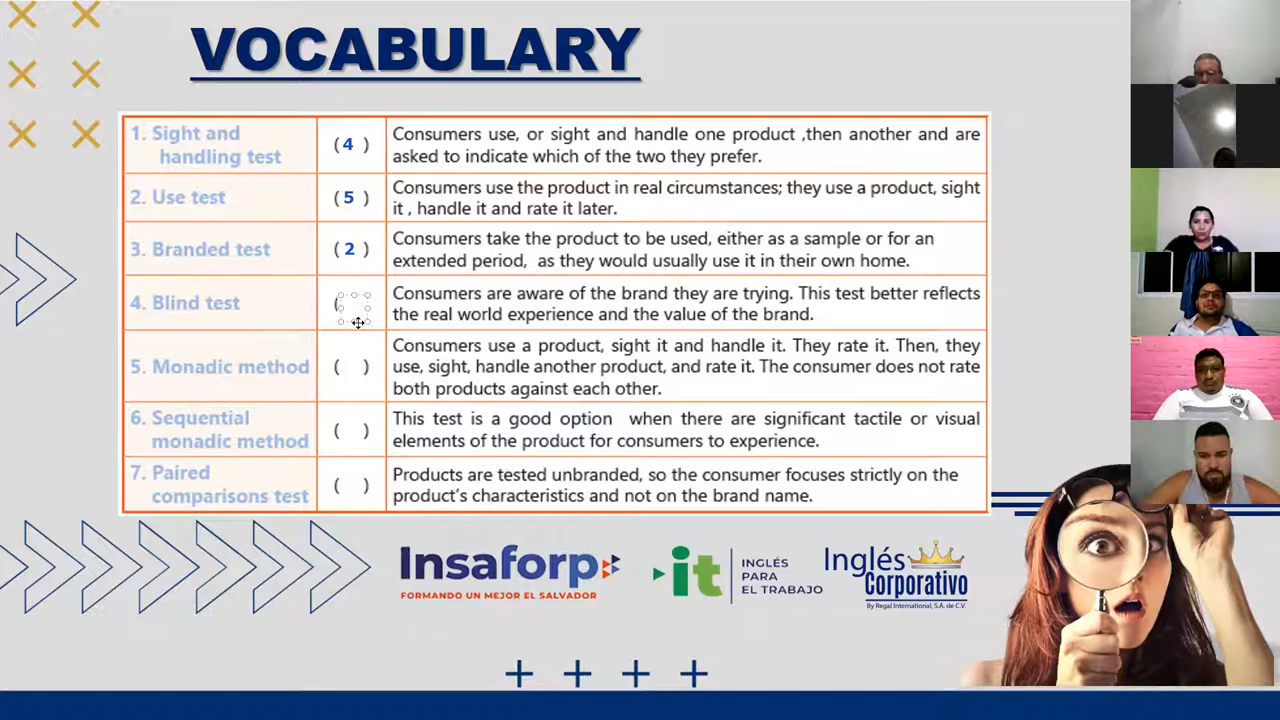 VOCABULARY
1. Sight and
handling test
( 4 )
Consumers use, or sight and handle one product ,then another and are
asked to indicate which of the two they prefer.
2. Use test
( 5 )
Consumers use the product in real circumstances; they use a product, sight
it , handle it and rate it later.
3. Branded test
( 2 )
Consumers take the product to be used, either as a sample or for an
extended period, as they would usually use it in their own home.
4. Blind test
(
Consumers are aware of the brand they are trying. This test better reflects
the real world experience and the value of the brand.
5. Monadic method
( )
Consumers use a product, sight it and handle it. They rate it. Then, they
use, sight, handle another product, and rate it. The consumer does not rate
both products against each other.
6. Sequential
monadic method
( )
This test is a good option when there are significant tactile or visual
elements of the product for consumers to experience.
7. Paired
comparisons test
( )
Products are tested unbranded, so the consumer focuses strictly on the
product's characteristics and not on the brand name.
Insaforp
FORMANDO UN MEJOR EL SALVADOR
it
INGLÉS
PARA
EL TRABAJO
Inglés
Corporativo
By Regal International, S.A. de C.V.